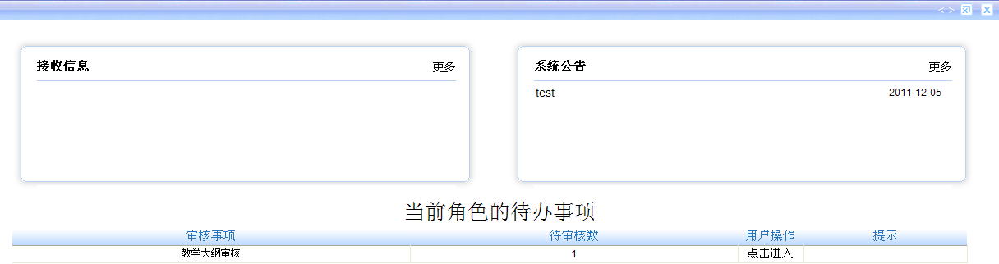 接收信息 更多
系统公告 更多
test 2011-12-05
当前角色的待办事项
审核事项 待审核数 用户操作 提示
教学大纲审核 1 点击进入